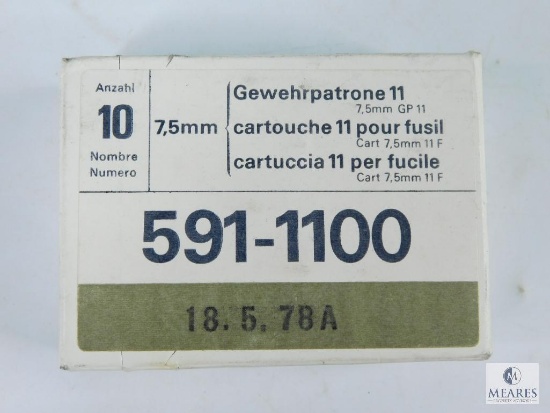 Anzahl
10
Nombre
Numero
7,5mm
Gewehrpatrone 11
7,5mm GP 11
cartouche 11 pour fusil
Cart 7,5mm 11 F
cartuccia 11 per fucile
Cart 7,5mm 11 F
591-1100
18. 5. 78A
MEARES